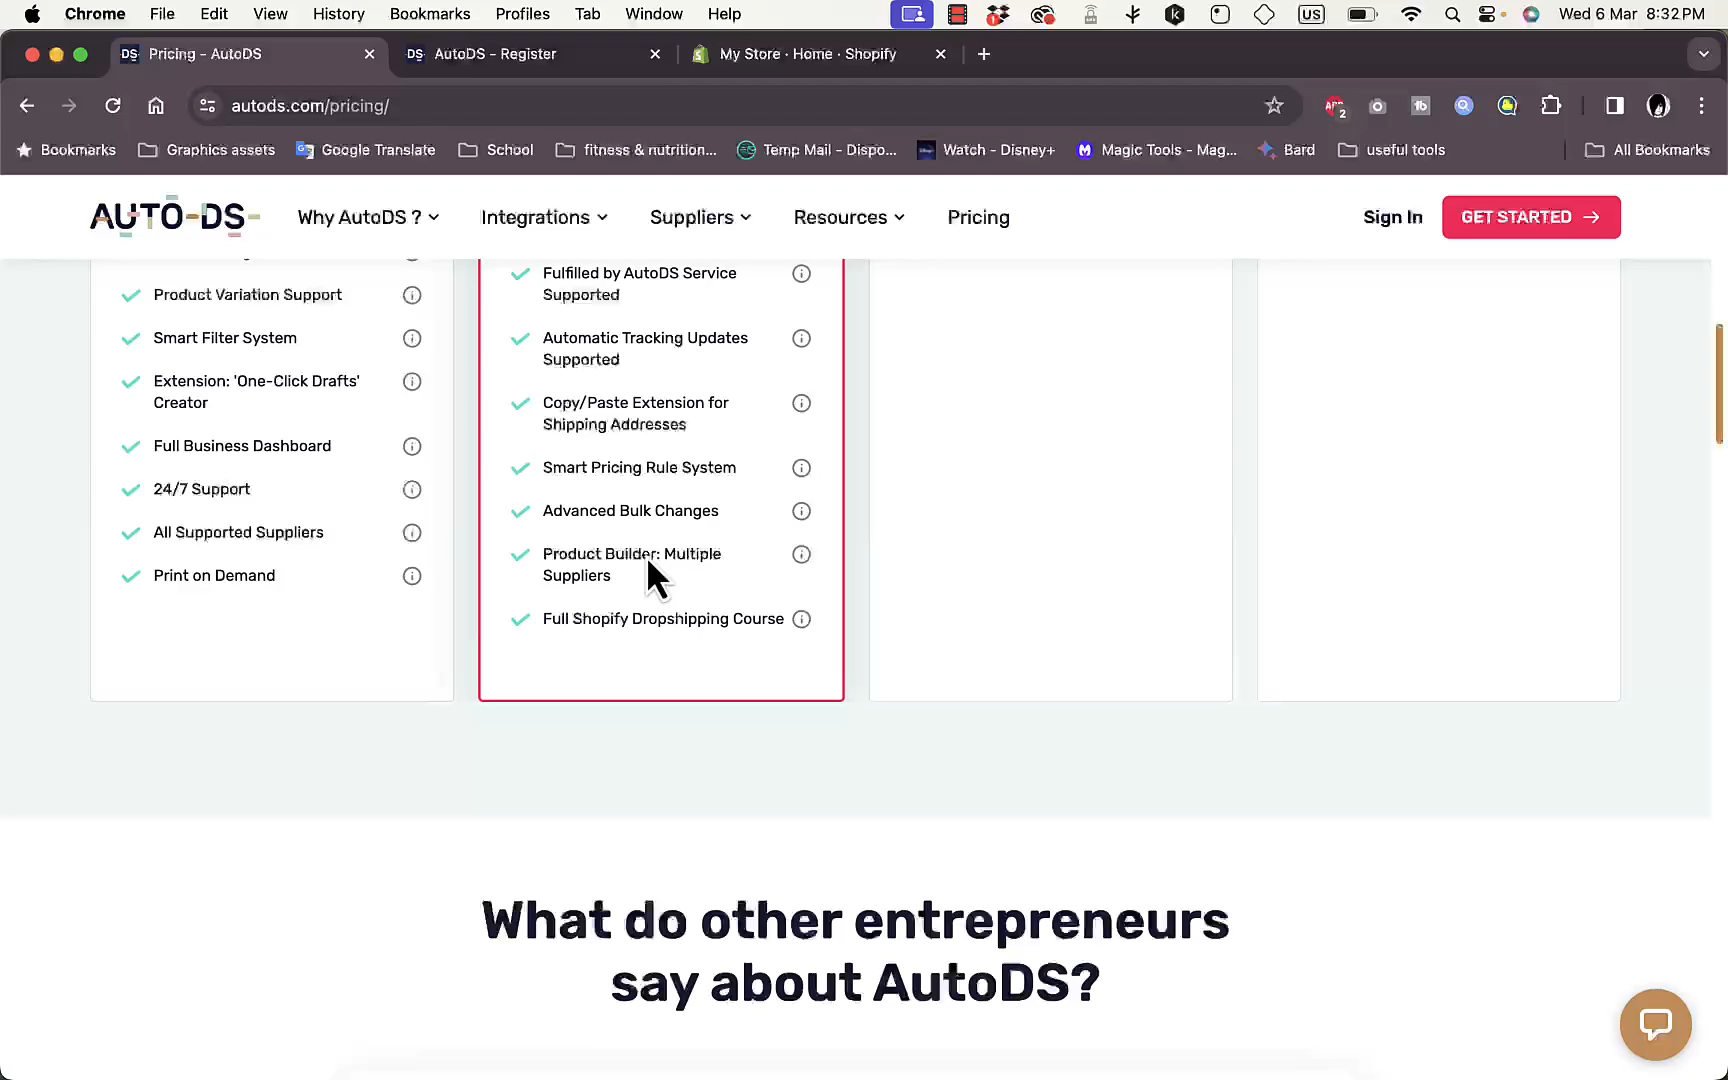 Chrome File Edit View History Bookmarks Profiles Tab Window Help US Wed 6 Mar 8:32 PM
DS Pricing - AutoDS DS AutoDS - Register My Store · Home · Shopify
autods.com/pricing/ ABP 2 tb
Bookmarks Graphics assets Google Translate School fitness & nutrition... Temp Mail - Dispo... Watch - Disney+ Magic Tools - Mag... Bard useful tools All Bookmarks
AUTO-DS Why AutoDS ? Integrations Suppliers Resources Pricing Sign In GET STARTED
Product Variation Support
Smart Filter System
Extension: 'One-Click Drafts'
Creator
Full Business Dashboard
24/7 Support
All Supported Suppliers
Print on Demand
Fulfilled by AutoDS Service
Supported
Automatic Tracking Updates
Supported
Copy/Paste Extension for
Shipping Addresses
Smart Pricing Rule System
Advanced Bulk Changes
Product Builder: Multiple
Suppliers
Full Shopify Dropshipping Course
What do other entrepreneurs
say about AutoDS?